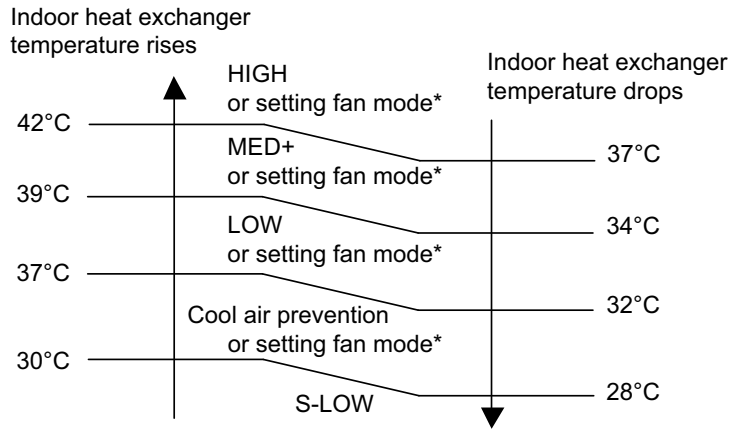 Indoor heat exchanger
temperature rises
Indoor heat exchanger
temperature drops
HIGH
or setting fan mode*
42°C
37°C
MED+
or setting fan mode*
39°C
34°C
LOW
or setting fan mode*
37°C
32°C
Cool air prevention
or setting fan mode*
30°C
28°C
S-LOW